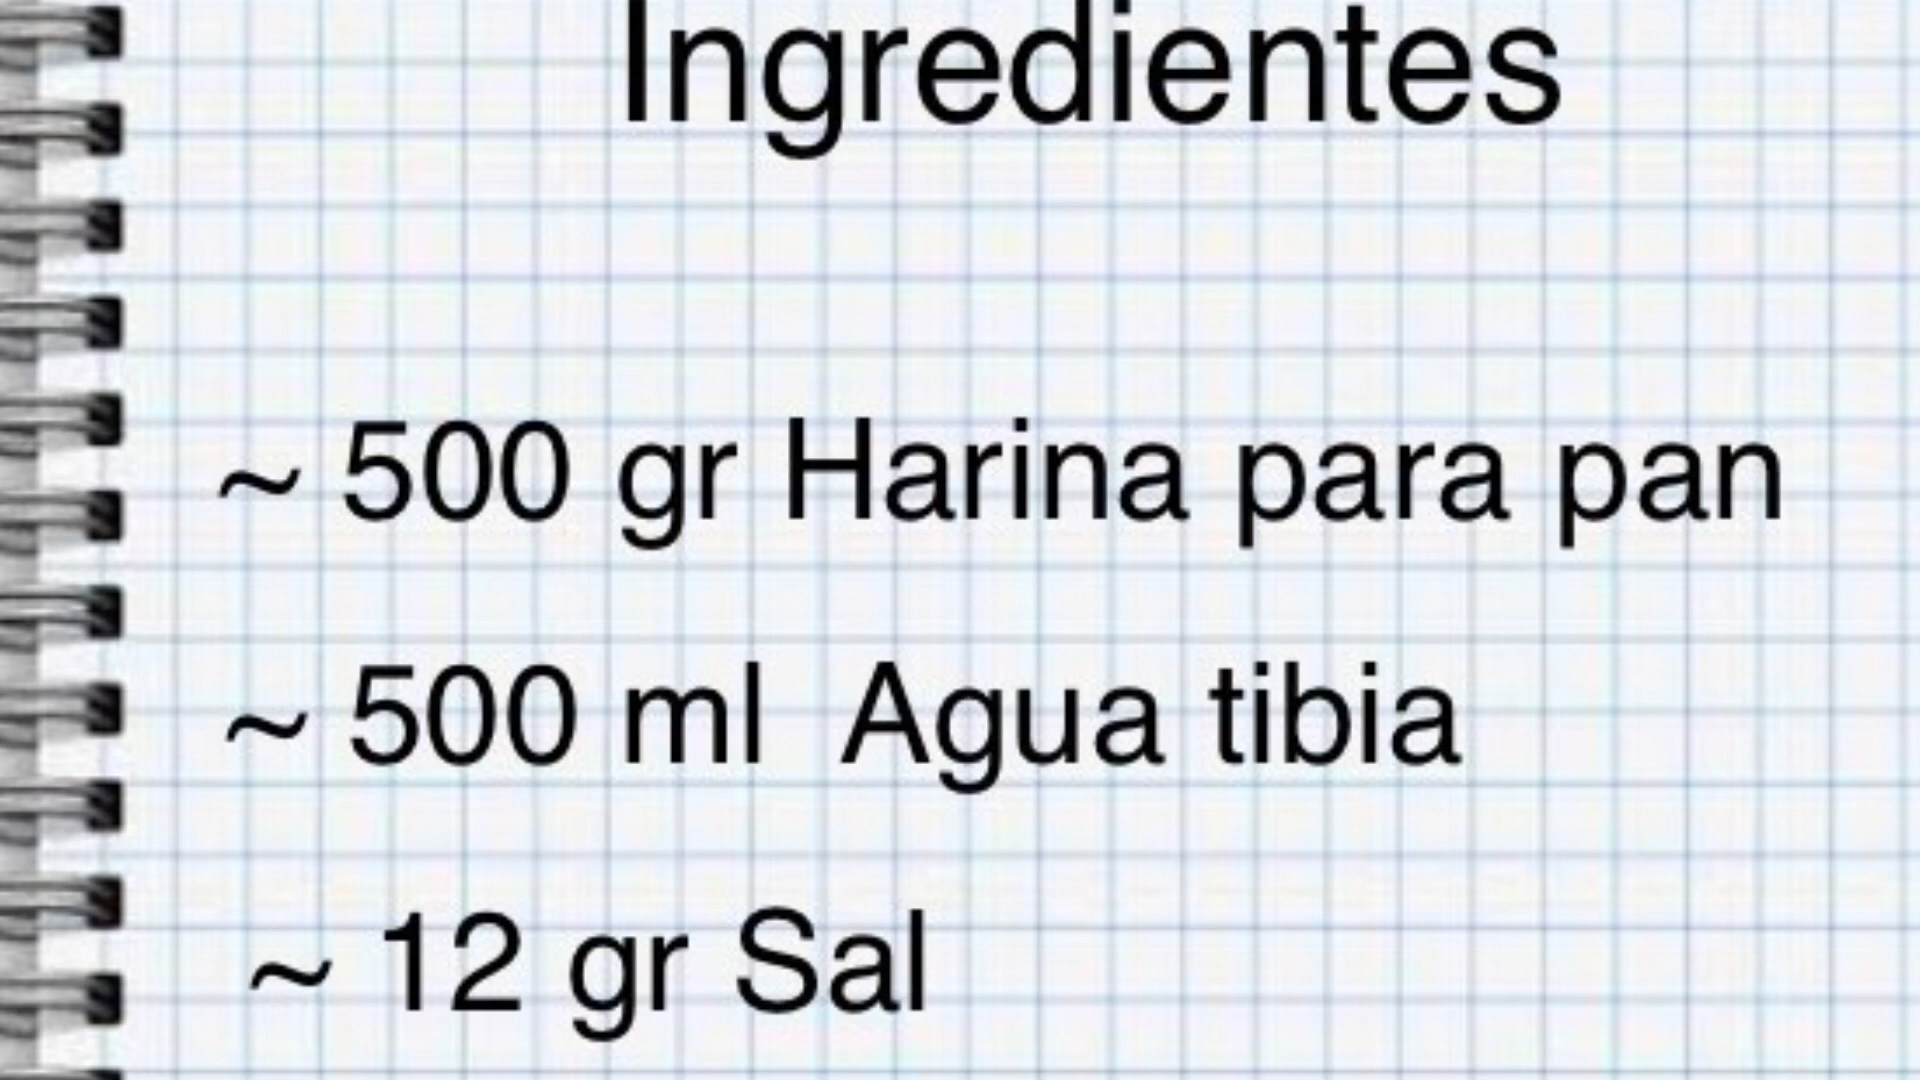 Ingredientes
~ 500 gr Harina para pan
~ 500 ml  Agua tibia
~ 12 gr Sal